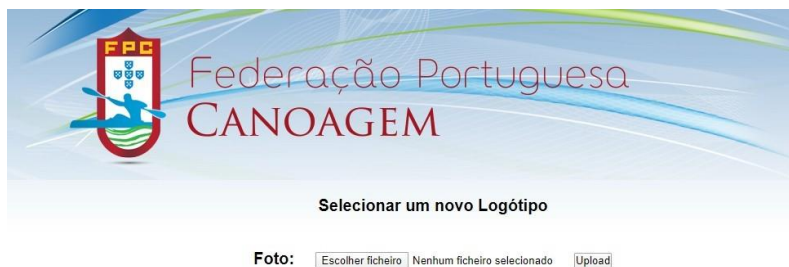 FPC
Federação Portuguesa
CANOAGEM
Selecionar um novo Logótipo
Foto: Escolher ficheiro Nenhum ficheiro selecionado Upload